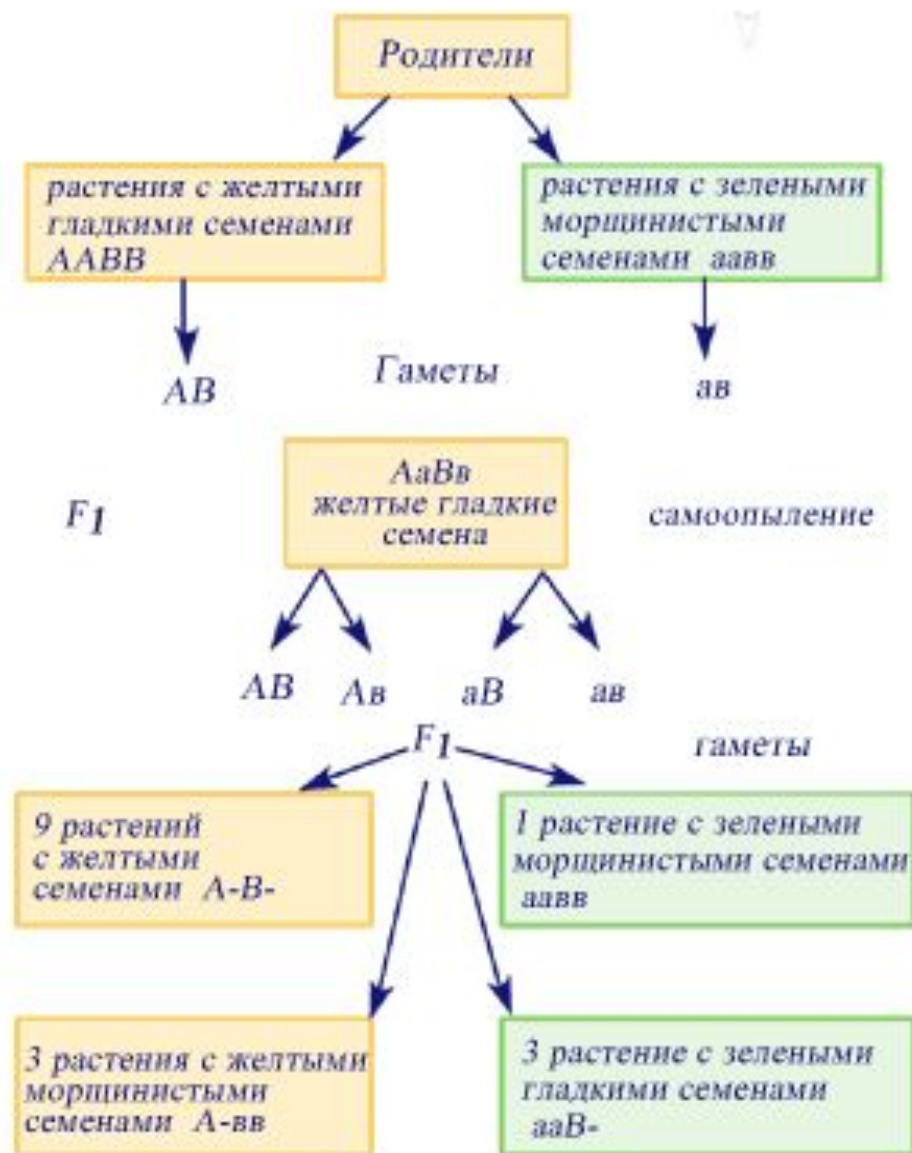 Родители
растения с желтыми
гладкими семенами
ААВВ
растения с зелеными
морщинистыми
семенами аавв
АВ
Гаметы
ав
F1
АаВв
желтые гладкие
семена
самоопыление
АВ
Ав
аВ
ав
F1
гаметы
9 растений
с желтыми
семенами А-В-
1 растение с зелеными
морщинистыми семенами
аавв
3 растения с желтыми
морщинистыми
семенами А-вв
3 растение с зелеными
гладкими семенами
ааВ-